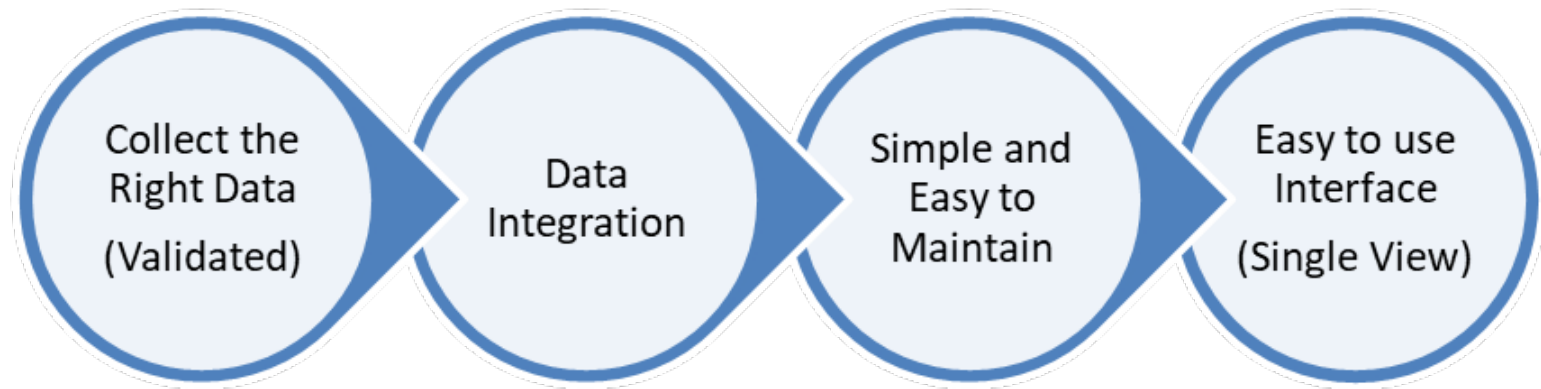 Collect the
Right Data
(Validated)
Data
Integration
Simple and
Easy to
Maintain
Easy to use
Interface
(Single View)